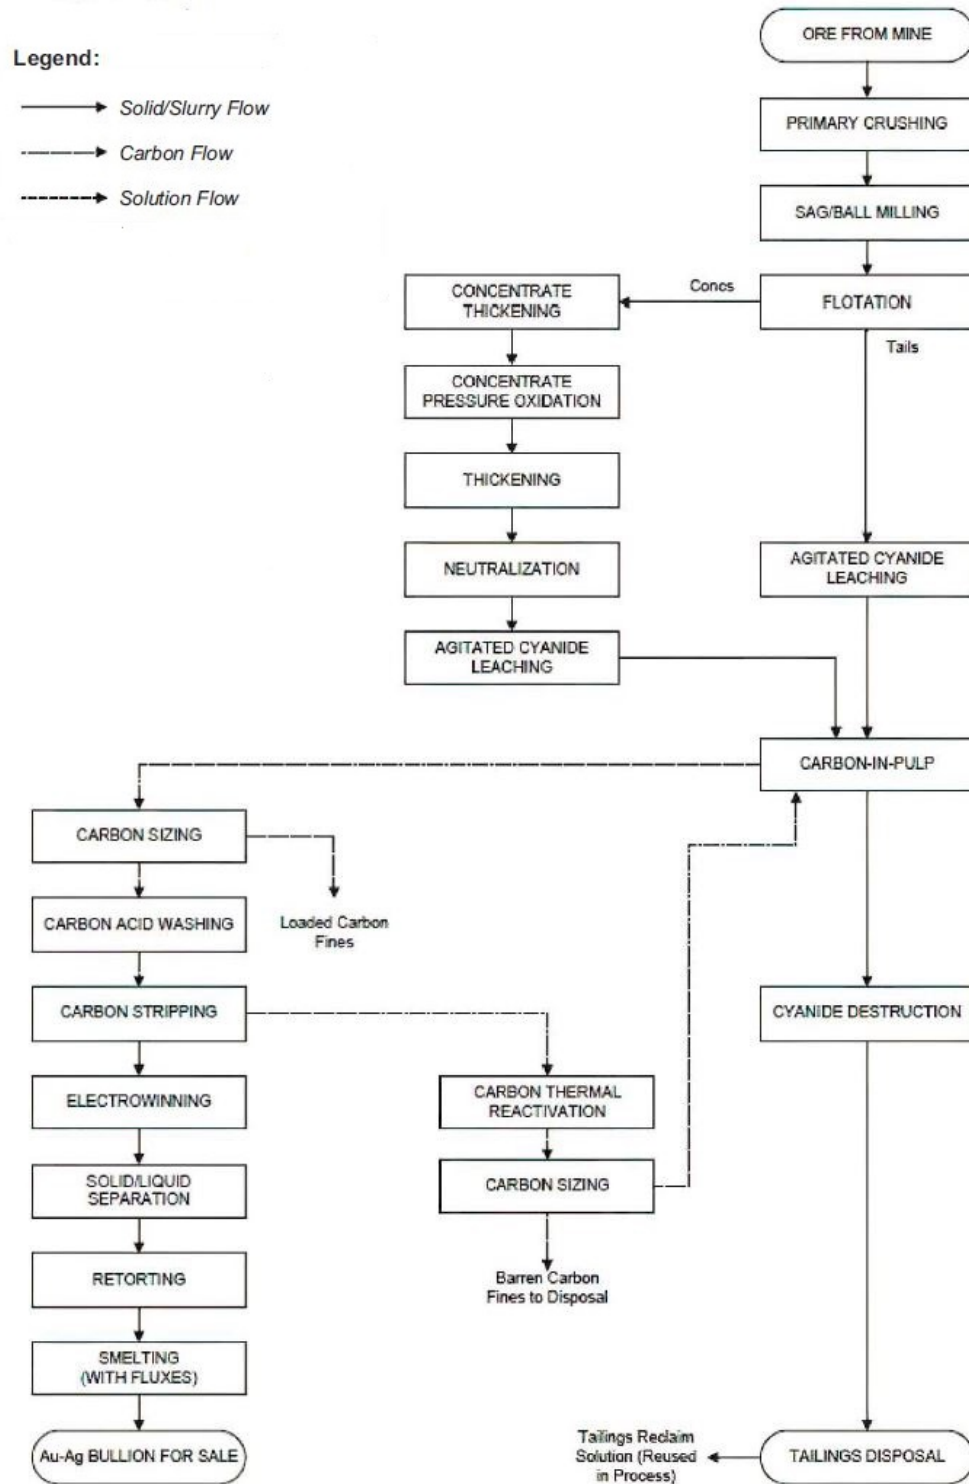 Legend:
Solid/Slurry Flow
Carbon Flow
Solution Flow
ORE FROM MINE
PRIMARY CRUSHING
SAG/BALL MILLING
FLOTATION
Concs
Tails
CONCENTRATE
THICKENING
CONCENTRATE
PRESSURE OXIDATION
THICKENING
NEUTRALIZATION
AGITATED CYANIDE
LEACHING
AGITATED CYANIDE
LEACHING
CARBON-IN-PULP
CARBON SIZING
Loaded Carbon
Fines
CARBON ACID WASHING
CARBON STRIPPING
CYANIDE DESTRUCTION
ELECTROWINNING
CARBON THERMAL
REACTIVATION
SOLID/LIQUID
SEPARATION
CARBON SIZING
RETORTING
Barren Carbon
Fines to Disposal
SMELTING
(WITH FLUXES)
Au-Ag BULLION FOR SALE
Tailings Reclaim
Solution (Reused
in Process)
TAILINGS DISPOSAL